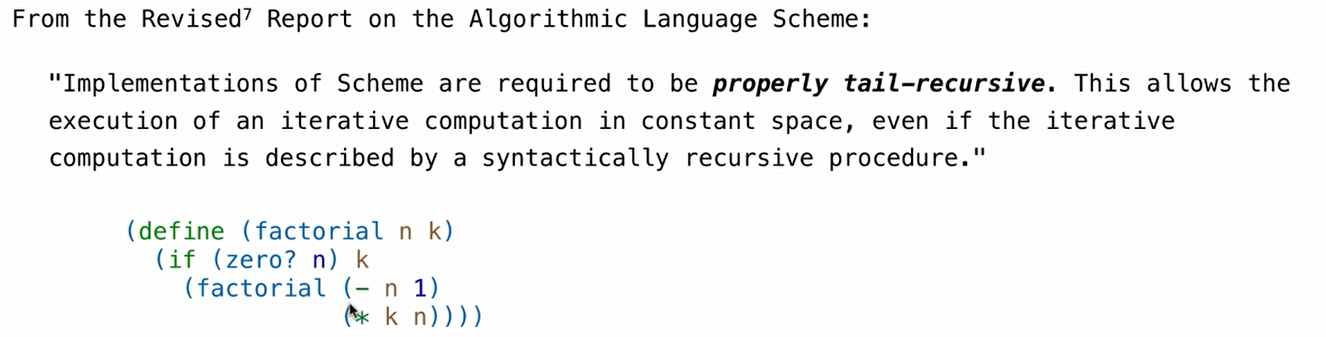 From the Revised⁷ Report on the Algorithmic Language Scheme:
"Implementations of Scheme are required to be properly tail-recursive. This allows the
execution of an iterative computation in constant space, even if the iterative
computation is described by a syntactically recursive procedure."
(define (factorial n k)
(if (zero? n) k
(factorial (- n 1)
(* k n))))